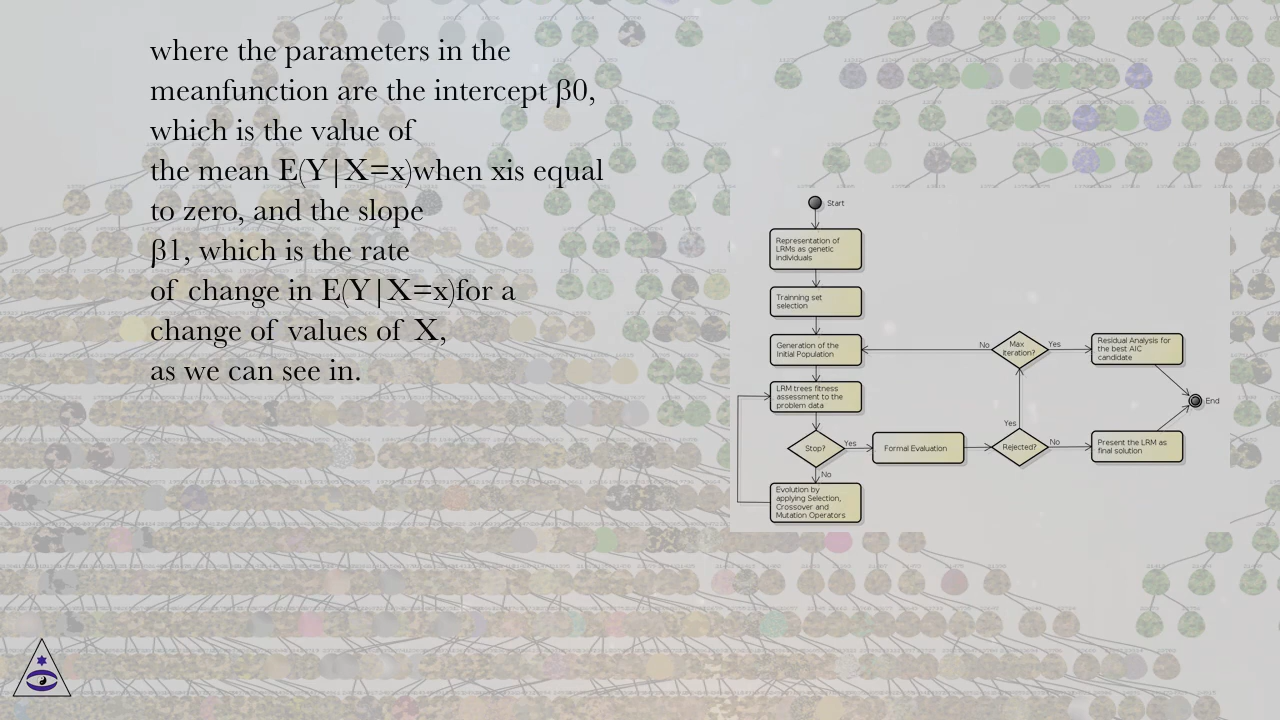 where the parameters in the
meanfunction are the intercept β0,
which is the value of
the mean E(Y|X=x)when xis equal
to zero, and the slope
β1, which is the rate
of change in E(Y|X=x)for a
change of values of X,
as we can see in.
Start
Representation of
LRMs as genetic
individuals
Trainning set
selection
Generation of the
Initial Population
No
Max
iteration?
Yes
Residual Analysis for
the best AIC
candidate
LRM trees fitness
assessment to the
problem data
End
Stop?
Yes
Formal Evaluation
Yes
Rejected?
No
Present the LRM as
final solution
No
Evolution by
applying Selection,
Crossover and
Mutation Operators